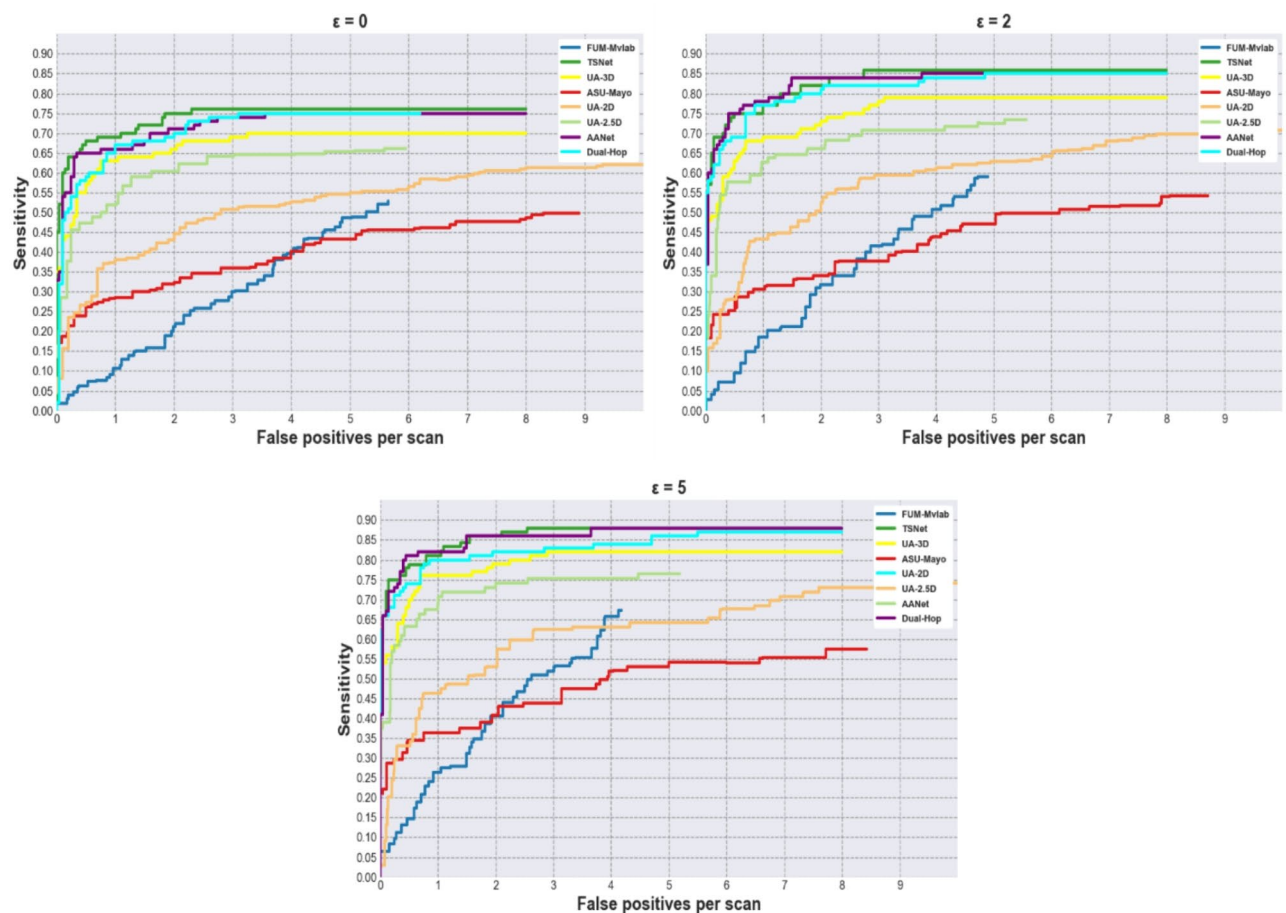 ε = 0
0.90
0.85
0.80
0.75
0.70
0.65
0.60
0.55
0.50
0.45
0.40
0.35
0.30
0.25
0.20
0.15
0.10
0.05
0.00
Sensitivity
0 1 2 3 4 5 6 7 8 9
False positives per scan
FUM-Mvlab
TSNet
UA-3D
ASU-Mayo
UA-2D
UA-2.5D
AANet
Dual-Hop
ε = 2
0.90
0.85
0.80
0.75
0.70
0.65
0.60
0.55
0.50
0.45
0.40
0.35
0.30
0.25
0.20
0.15
0.10
0.05
0.00
Sensitivity
0 1 2 3 4 5 6 7 8 9
False positives per scan
FUM-Mvlab
TSNet
UA-3D
ASU-Mayo
UA-2D
UA-2.5D
AANet
Dual-Hop
ε = 5
0.90
0.85
0.80
0.75
0.70
0.65
0.60
0.55
0.50
0.45
0.40
0.35
0.30
0.25
0.20
0.15
0.10
0.05
0.00
Sensitivity
0 1 2 3 4 5 6 7 8 9
False positives per scan
FUM-Mvlab
TSNet
UA-3D
ASU-Mayo
UA-2D
UA-2.5D
AANet
Dual-Hop